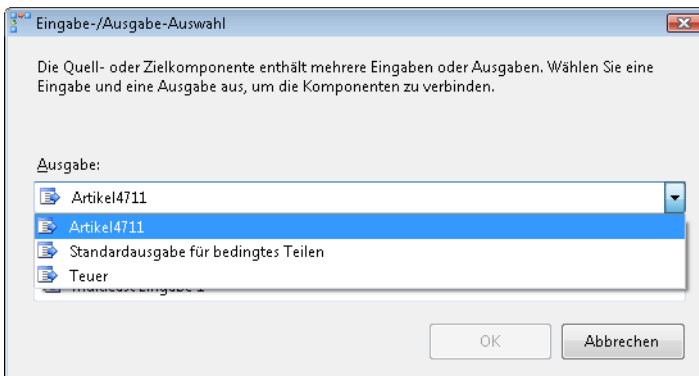 Eingabe-/Ausgabe-Auswahl
Die Quell- oder Zielkomponente enthält mehrere Eingaben oder Ausgaben. Wählen Sie eine
Eingabe und eine Ausgabe aus, um die Komponenten zu verbinden.
Ausgabe:
Artikel4711
Artikel4711
Standardausgabe für bedingtes Teilen
Teuer
OK
Abbrechen